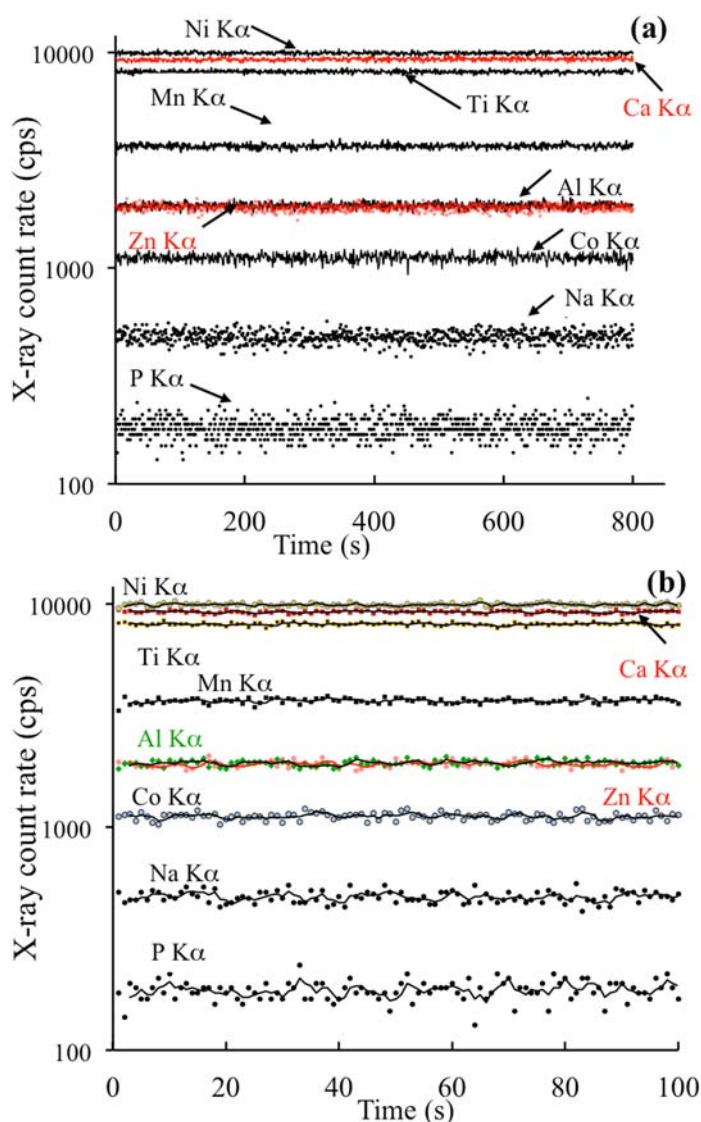 (a)
Ni Kα
10000
Ca Kα
Ti Kα
Mn Kα
Al Kα
Zn Kα
Co Kα
1000
Na Kα
P Kα
100
0 200 400 600 800
Time (s)
X-ray count rate (cps)
(b)
Ni Kα
10000
Ti Kα
Ca Kα
Mn Kα
Al Kα
Co Kα
Zn Kα
1000
Na Kα
P Kα
100
0 20 40 60 80 100
Time (s)
X-ray count rate (cps)